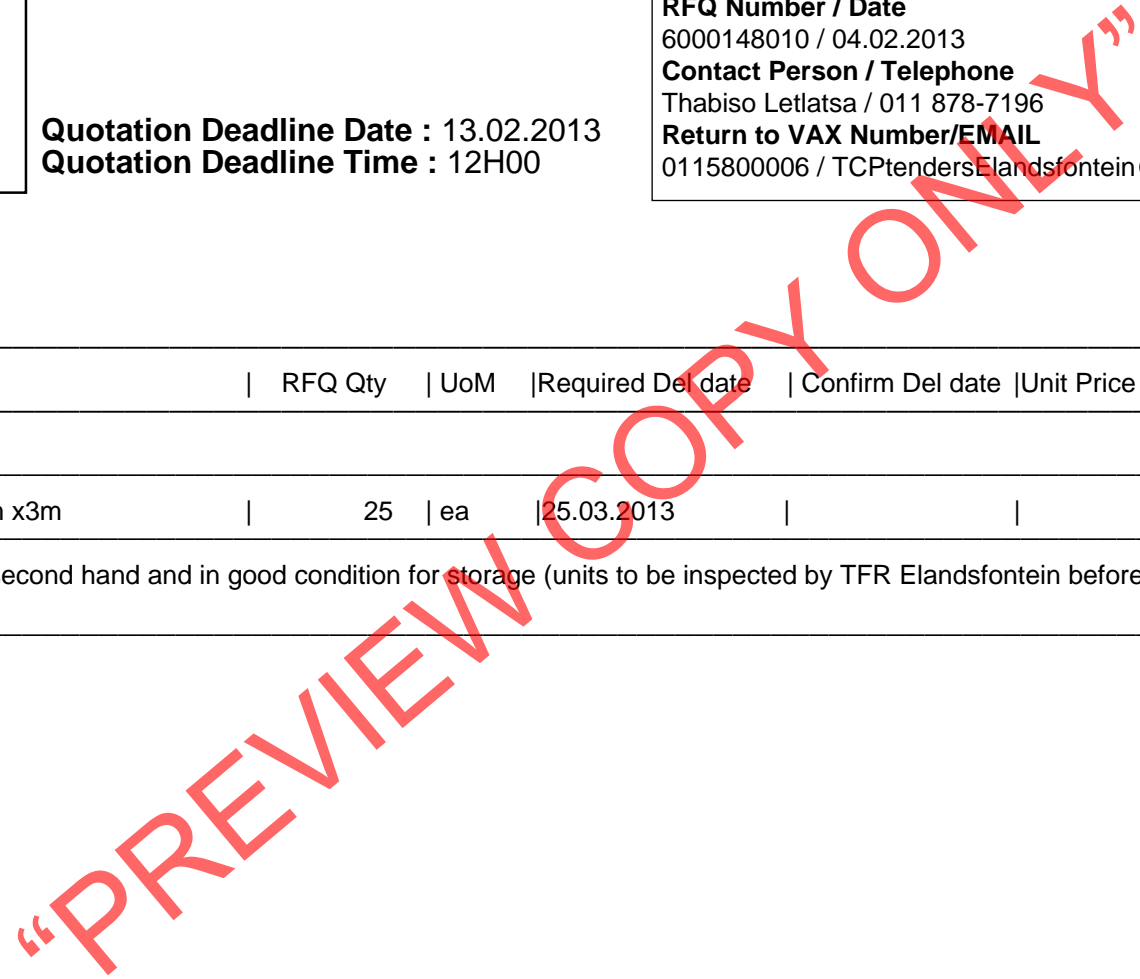 RFQ Number / Date
6000148010 / 04.02.2013
Contact Person / Telephone
Thabiso Letlatsa / 011 878-7196
Return to VAX Number/EMAIL
0115800006 / TCPtendersElandsfontein
Quotation Deadline Date : 13.02.2013
Quotation Deadline Time : 12H00
| RFQ Qty | UoM |Required Del date | Confirm Del date |Unit Price
x3m | 25 | ea |25.03.2013 | |
second hand and in good condition for storage (units to be inspected by TFR Elandsfontein before
“PREVIEW COPY ONLY”